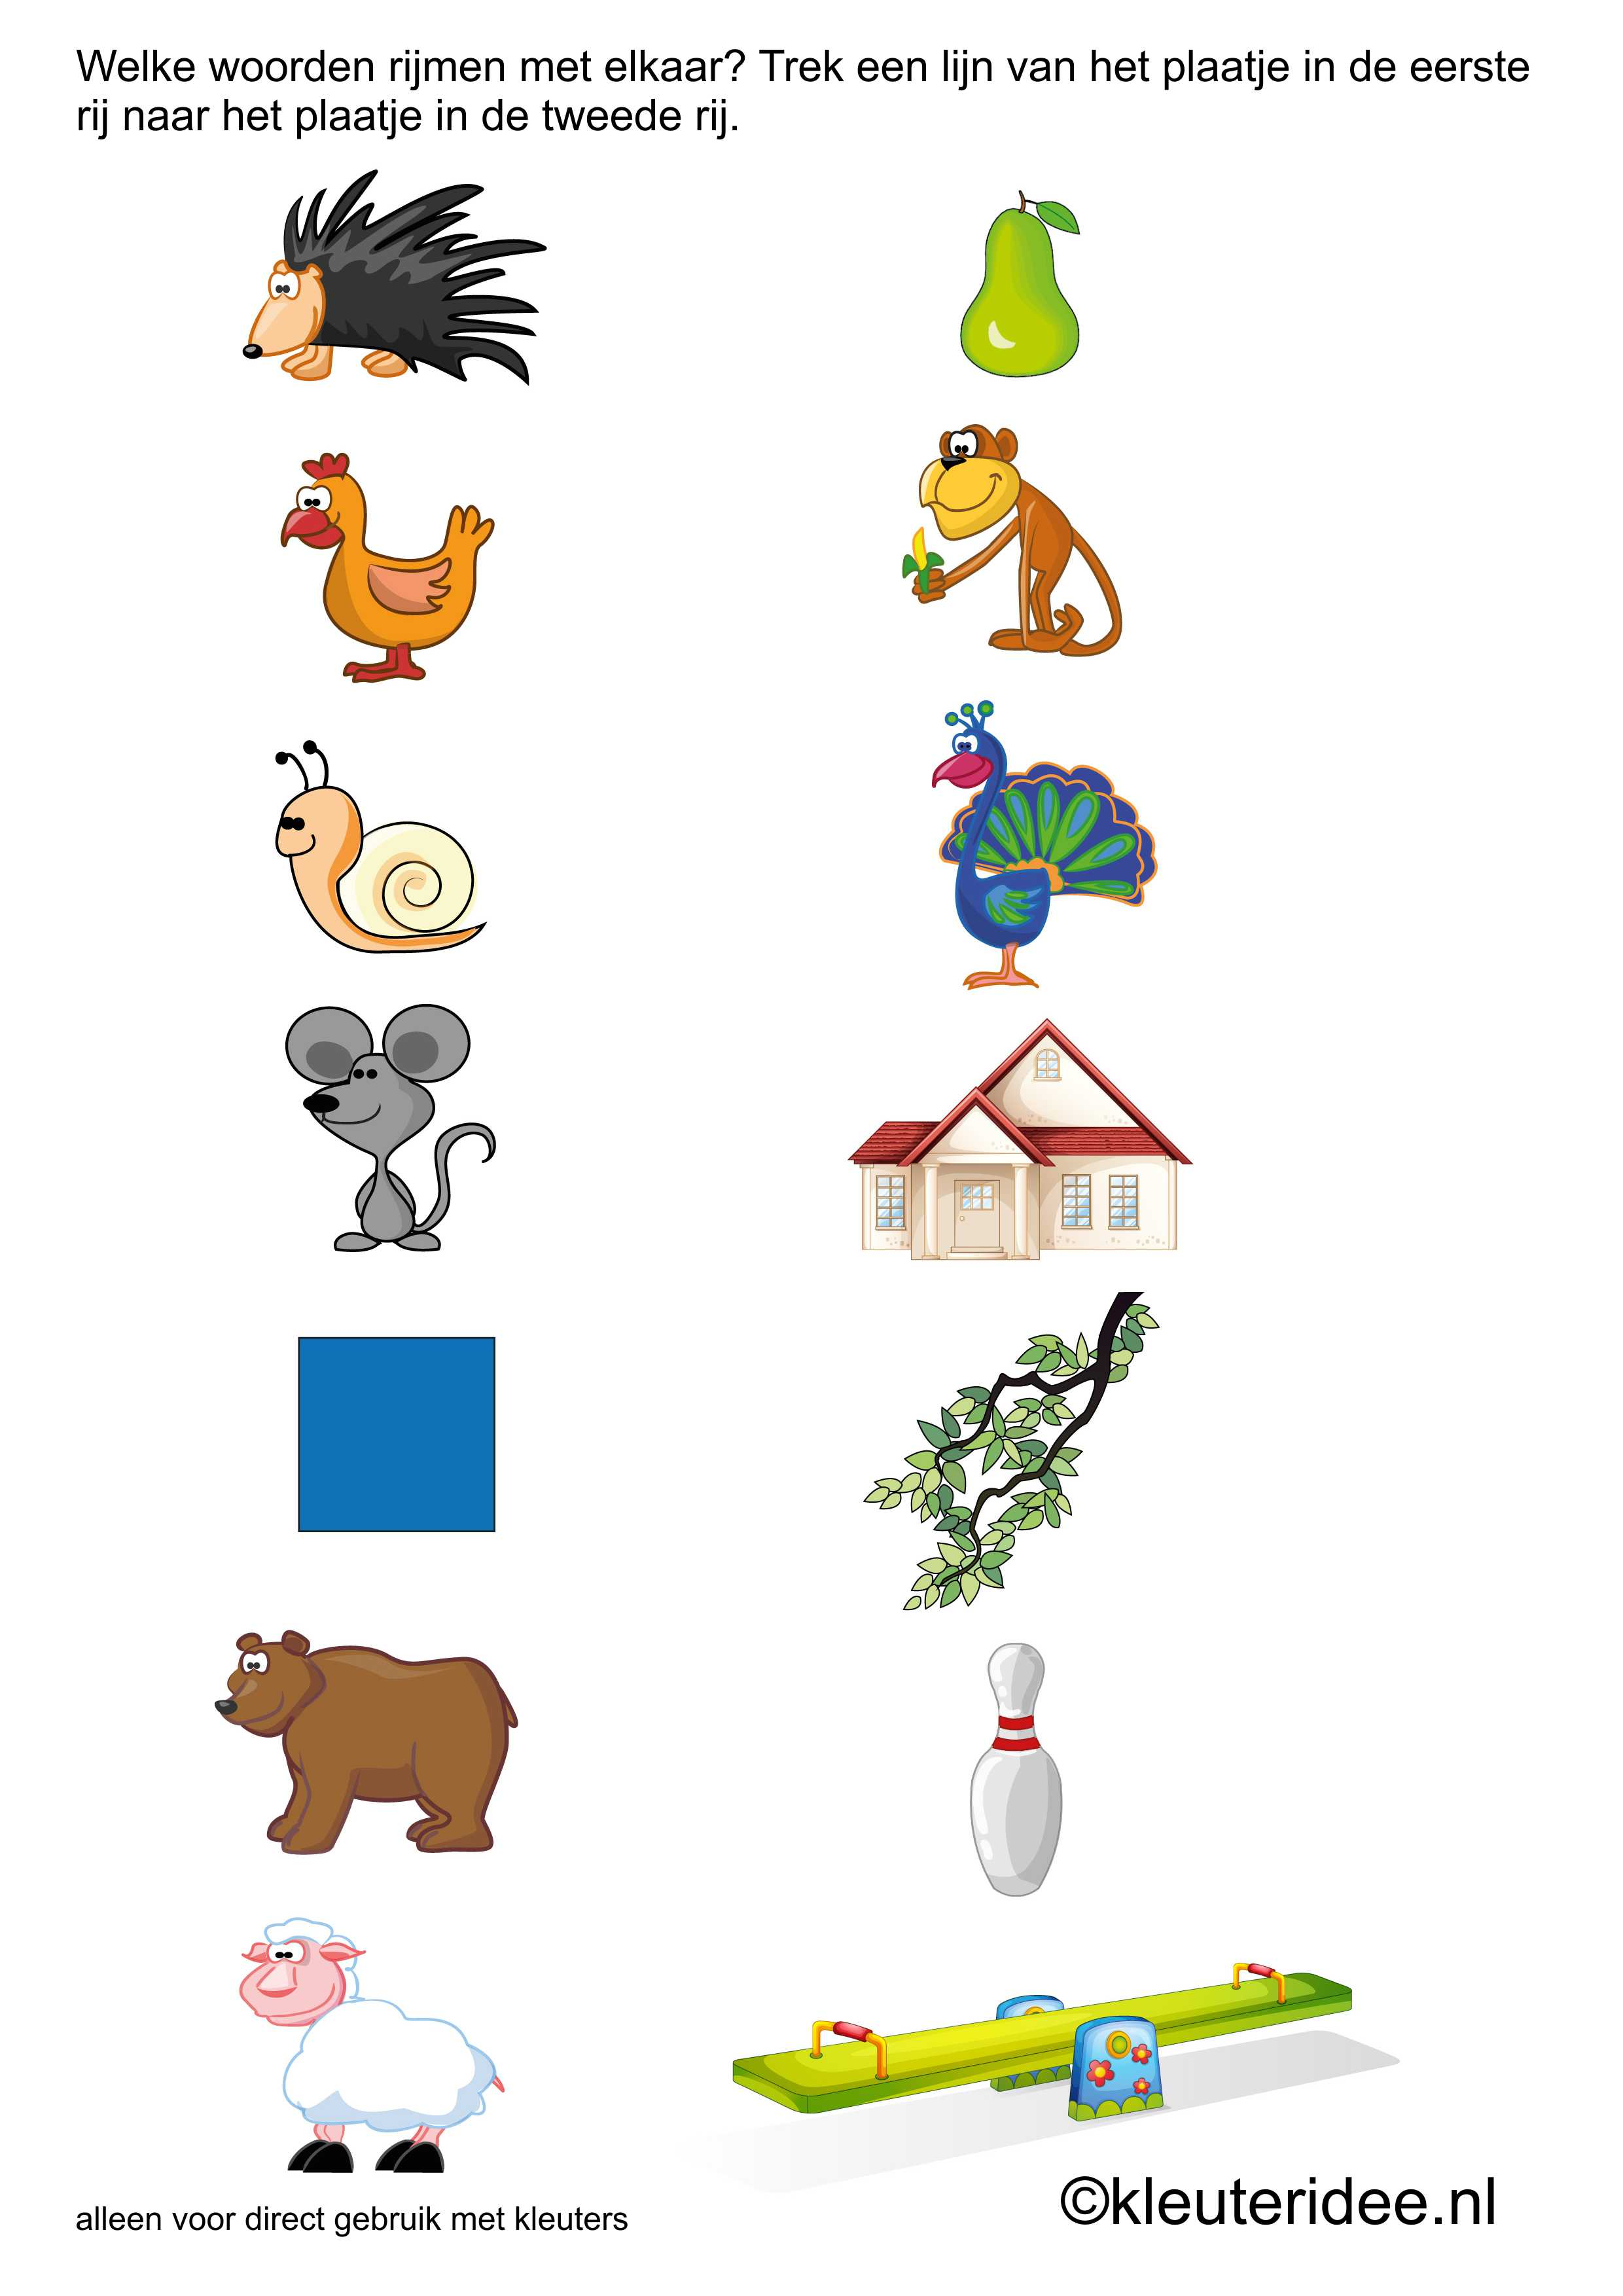 Welke woorden rijmen met elkaar? Trek een lijn van het plaatje in de eerste
rij naar het plaatje in de tweede rij.
alleen voor direct gebruik met kleuters
©kleuteridee.nl